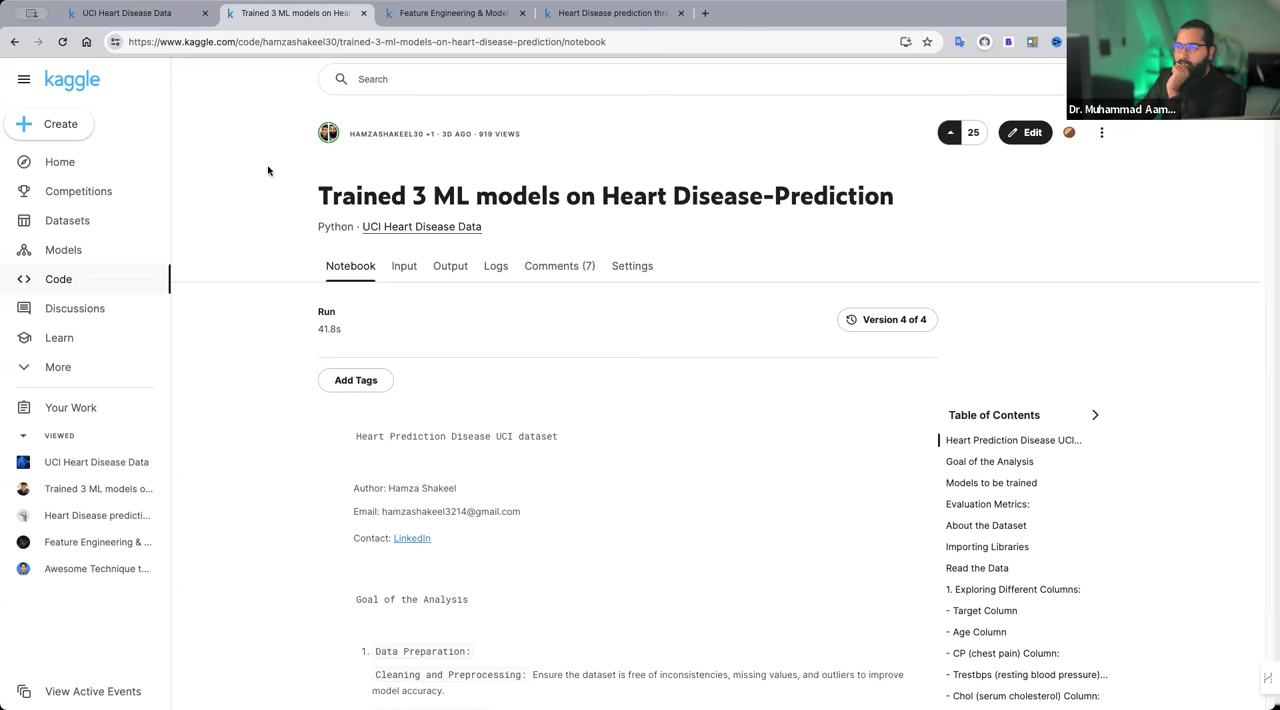 UCI Heart Disease Data
Trained 3 ML models on Hea
Feature Engineering & Model
Heart Disease prediction thr
https://www.kaggle.com/code/hamzashakeel30/trained-3-ml-models-on-heart-disease-prediction/notebook
kaggle
Search
Dr. Muhammad Aam...
Create
HAMZASHAKEEL30 +1 · 3D AGO · 919 VIEWS
25
Edit
Home
Competitions
Datasets
Models
Code
Discussions
Learn
More
Your Work
VIEWED
UCI Heart Disease Data
Trained 3 ML models o...
Heart Disease predicti...
Feature Engineering & ...
Awesome Technique t...
View Active Events
Trained 3 ML models on Heart Disease-Prediction
Python · UCI Heart Disease Data
Notebook Input Output Logs Comments (7) Settings
Run
41.8s
Version 4 of 4
Add Tags
Heart Prediction Disease UCI dataset
Author: Hamza Shakeel
Email: hamzashakeel3214@gmail.com
Contact: LinkedIn
Goal of the Analysis
1. Data Preparation:
Cleaning and Preprocessing: Ensure the dataset is free of inconsistencies, missing values, and outliers to improve
model accuracy.
Table of Contents
Heart Prediction Disease UCI...
Goal of the Analysis
Models to be trained
Evaluation Metrics:
About the Dataset
Importing Libraries
Read the Data
1. Exploring Different Columns:
- Target Column
- Age Column
- CP (chest pain) Column:
- Trestbps (resting blood pressure)...
- Chol (serum cholesterol) Column: